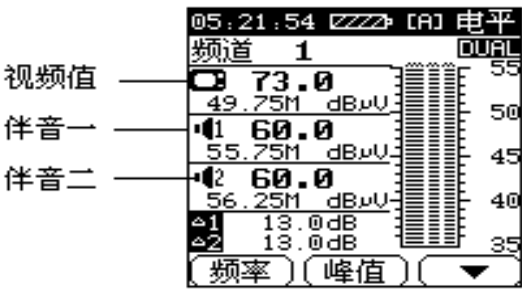 05:21:54 [A] 电平
频道 1 DUAL
视频值 73.0
49.75M dBμV
伴音一 1 60.0
55.75M dBμV
伴音二 2 60.0
56.25M dBμV
△1 13.0dB
△2 13.0dB
55
50
45
40
35
频率 峰值 ▼